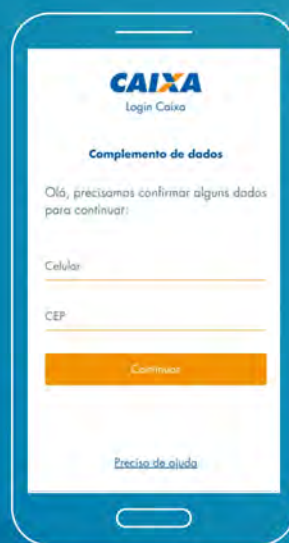 CAIXA
Login Caixa
Complemento de dados
Olá, precisamos confirmar alguns dados
para continuar:
Celular
CEP
Continuar
Preciso de ajuda